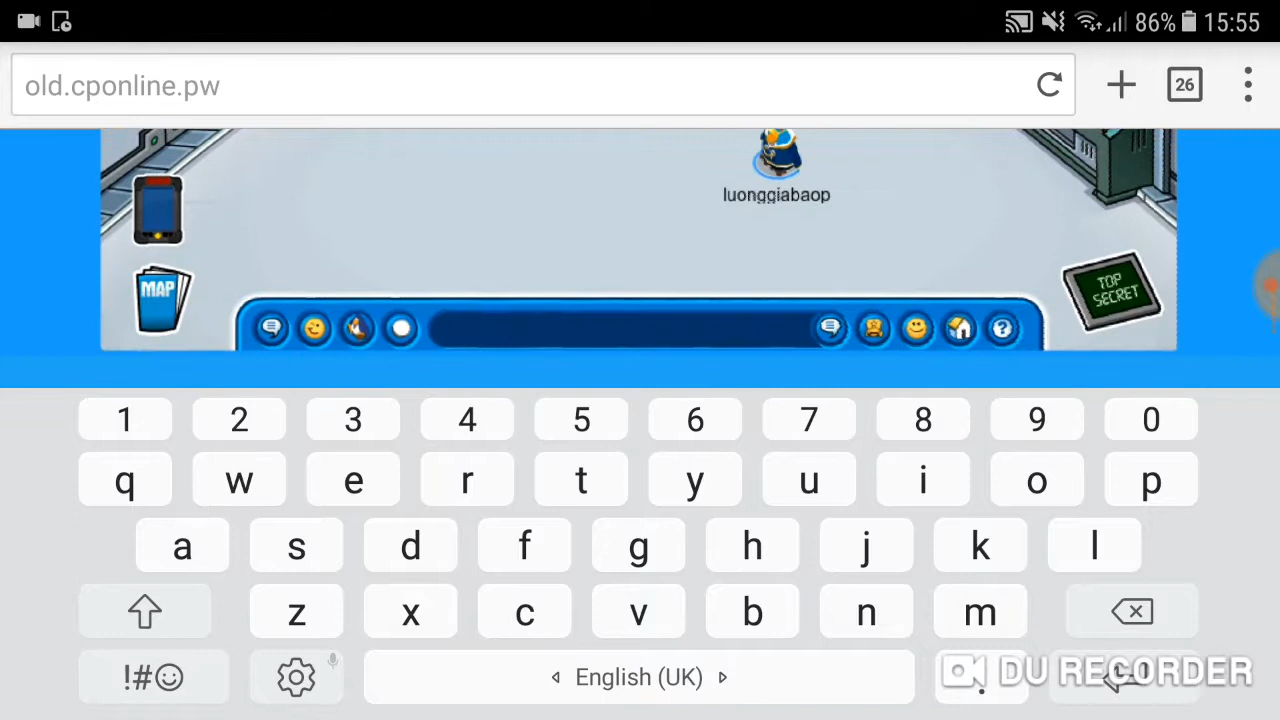 86% 15:55
old.cponline.pw
26
luonggiabaop
MAP
TOP
SECRET
1 2 3 4 5 6 7 8 9 0
q w e r t y u i o p
a s d f g h j k l
z x c v b n m
!# English (UK) .
DU RECORDER